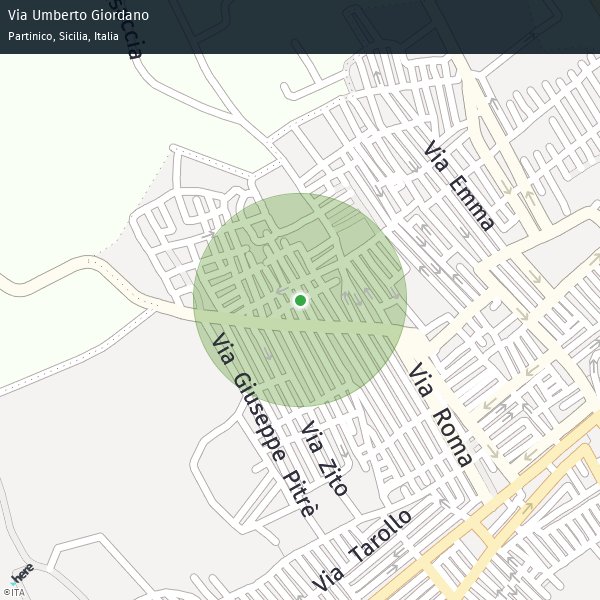 Via Umberto Giordano
Partinico, Sicilia, Italia
Via Emma
Via Giuseppe Pitrè
Via Zito
Via Roma
Via Tarollo
here
©ITA